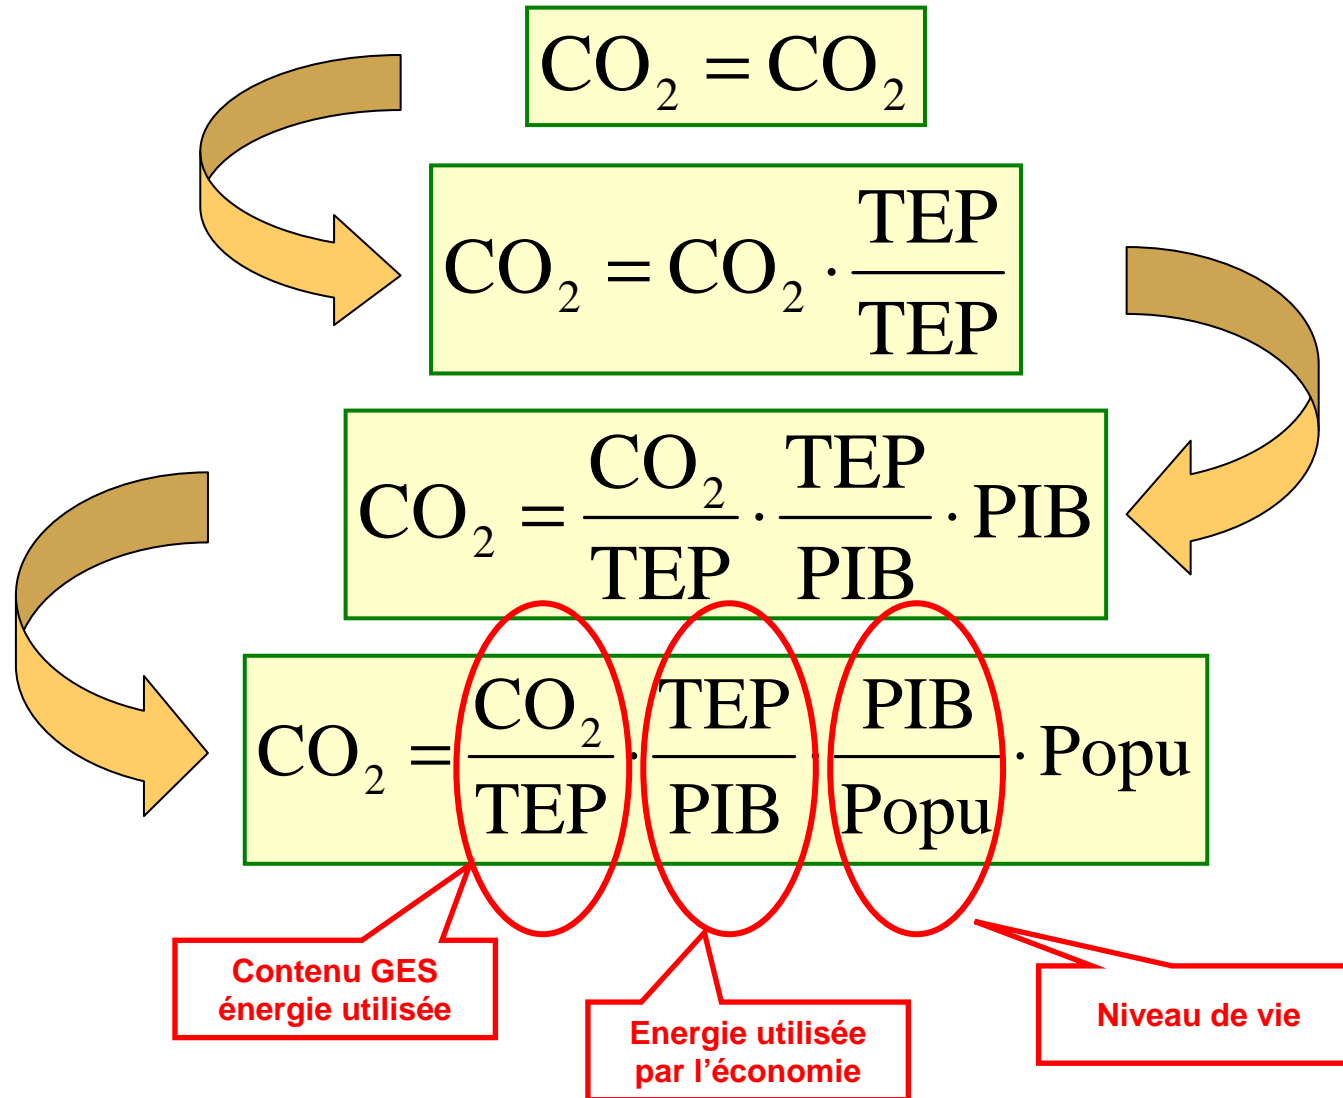 CO₂ = CO₂
CO₂ = CO₂ · TEP/TEP
CO₂ = CO₂/TEP · TEP/PIB · PIB
CO₂ = CO₂/TEP · TEP/PIB · PIB/Popu · Popu
Contenu GES
énergie utilisée
Energie utilisée
par l’économie
Niveau de vie